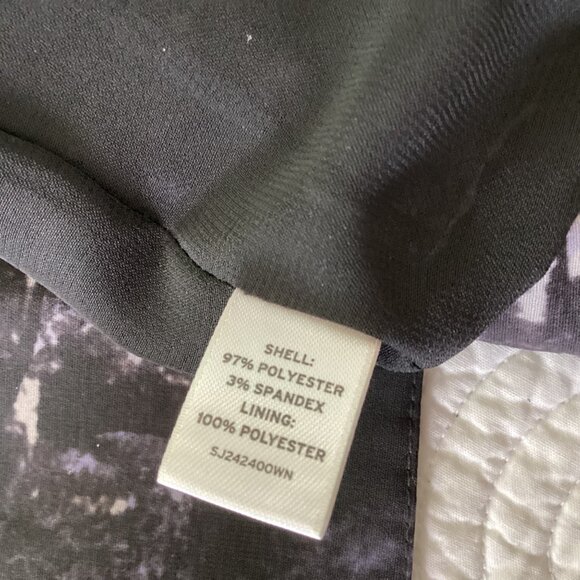 SHELL:
97% POLYESTER
3% SPANDEX
LINING:
100% POLYESTER
SJ242400WN